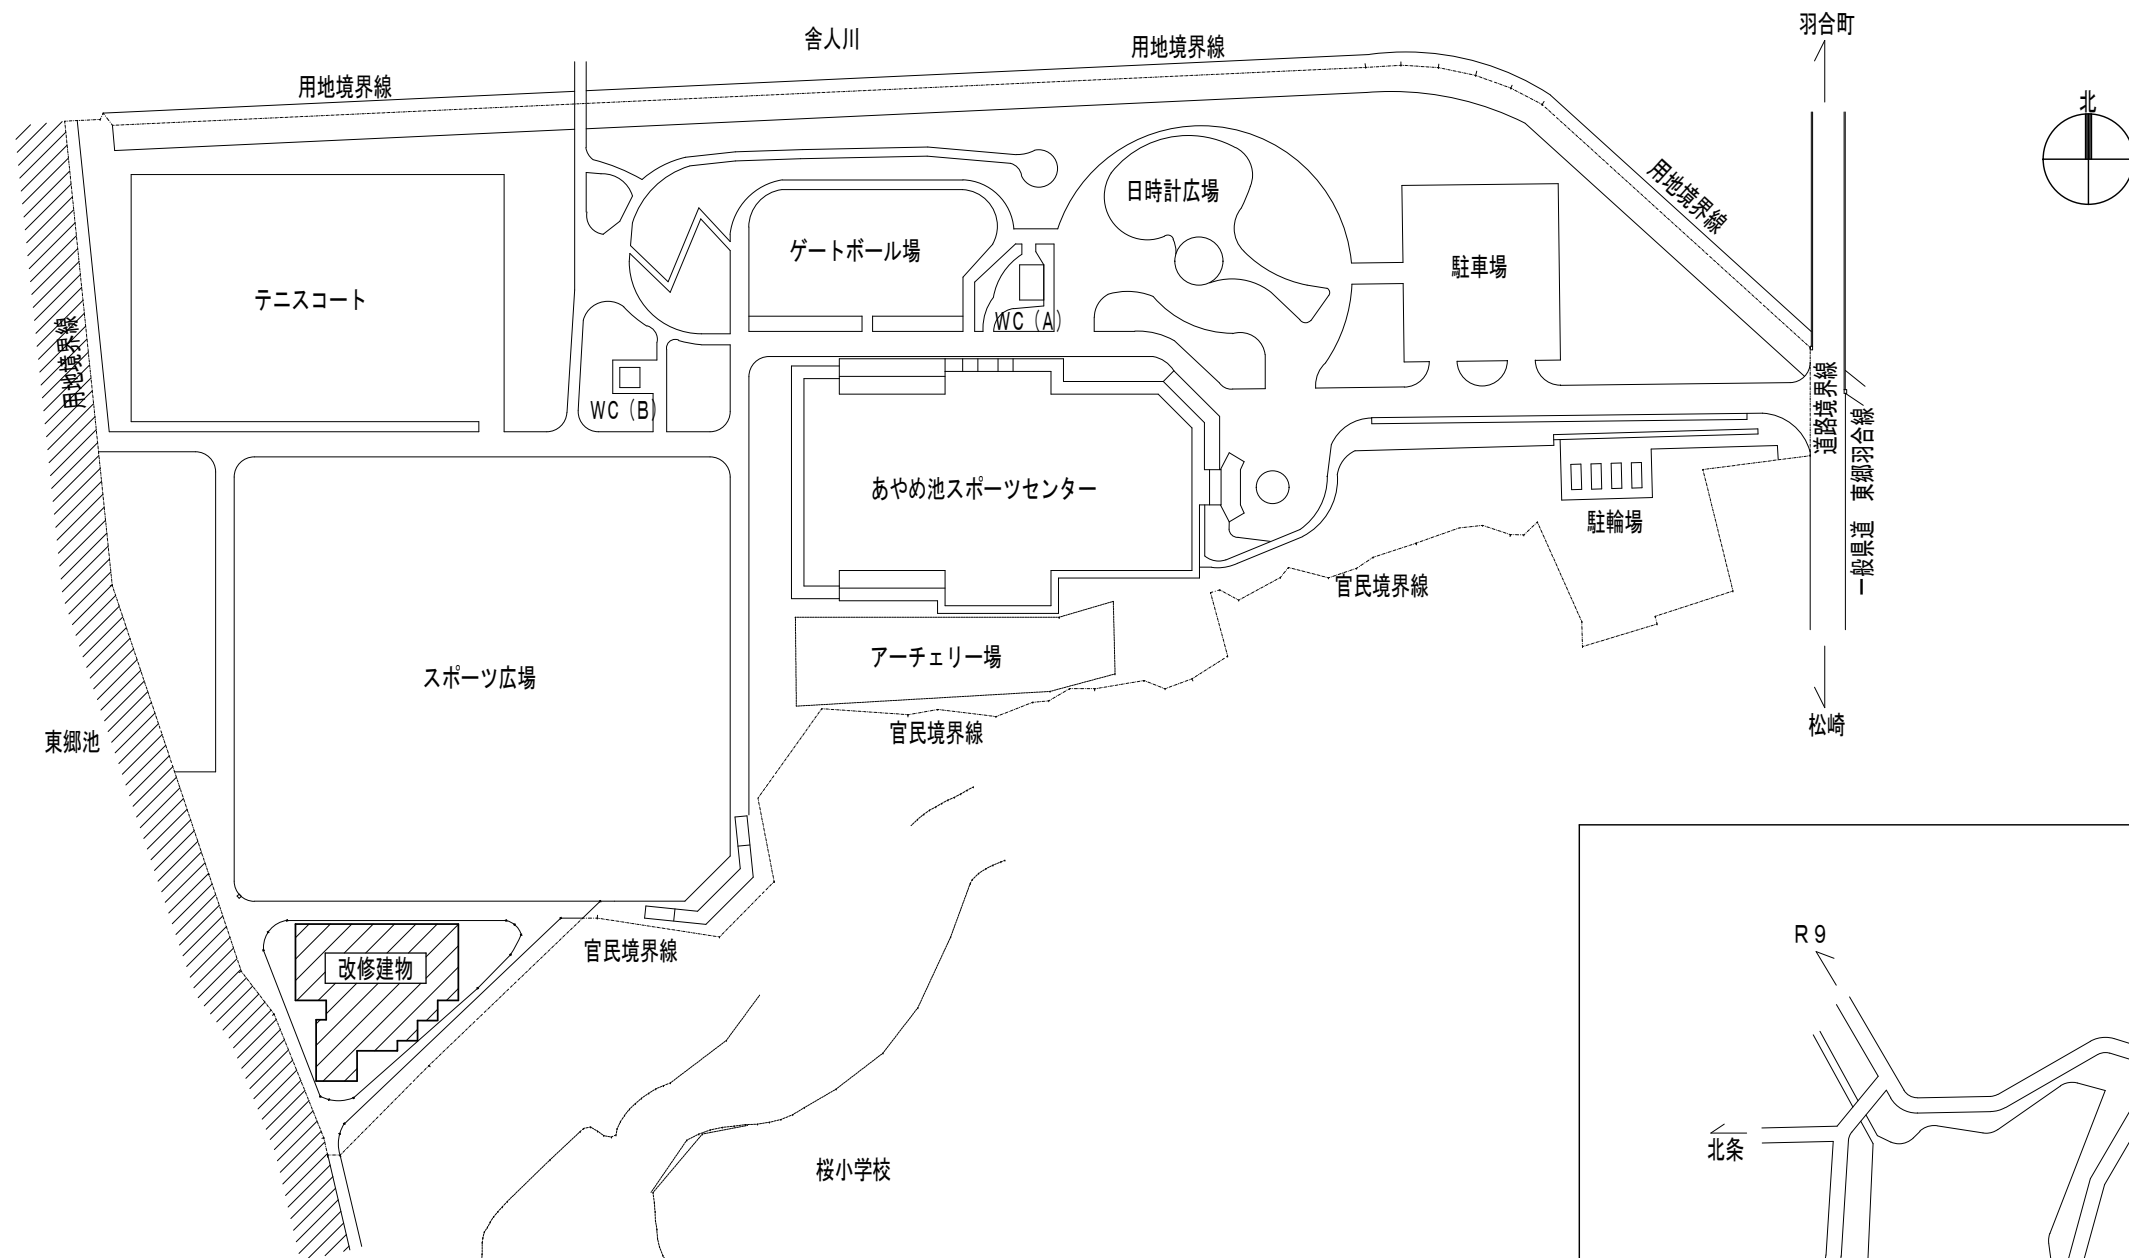 羽合町
舎人川
用地境界線
用地境界線
北
用地境界線
日時計広場
ゲートボール場
駐車場
テニスコート
WC（A）
用地境界線
WC（B）
道路境界線
一般県道　東郷羽合線
あやめ池スポーツセンター
駐輪場
官民境界線
アーチェリー場
スポーツ広場
松崎
官民境界線
東郷池
官民境界線
改修建物
R9
北条
桜小学校